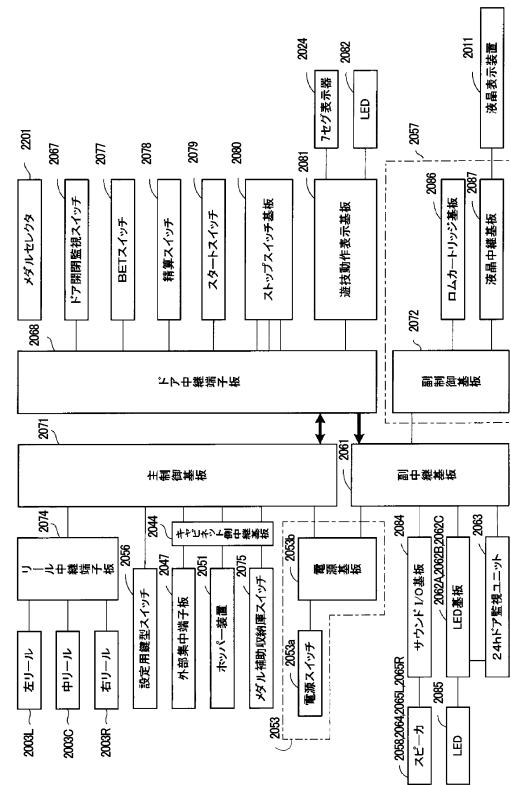 2003L
左リール
2003C
中リール
2003R
右リール
2074
リール中継端子板
2056
設定用鍵型スイッチ
2047
外部集中端子板
2051
ホッパー装置
2075
メダル補助収納庫スイッチ
2044
キャビネット側中継基板
2053
2053a
電源スイッチ
2053b
電源基板
2058,2064,2065L,2065R
スピーカ
2084
サウンドI/O基板
2085
LED
2062A,2062B,2062C
LED基板
2063
24hドア監視ユニット
2071
主制御基板
2061
副中継基板
2068
ドア中継端子板
2072
副制御基板
2201
メダルセレクタ
2067
ドア開閉監視スイッチ
2077
BETスイッチ
2078
精算スイッチ
2079
スタートスイッチ
2080
ストップスイッチ基板
2081
遊技動作表示基板
2024
7セグ表示器
2082
LED
2057
2086
ロムカートリッジ基板
2087
液晶中継基板
2011
液晶表示装置